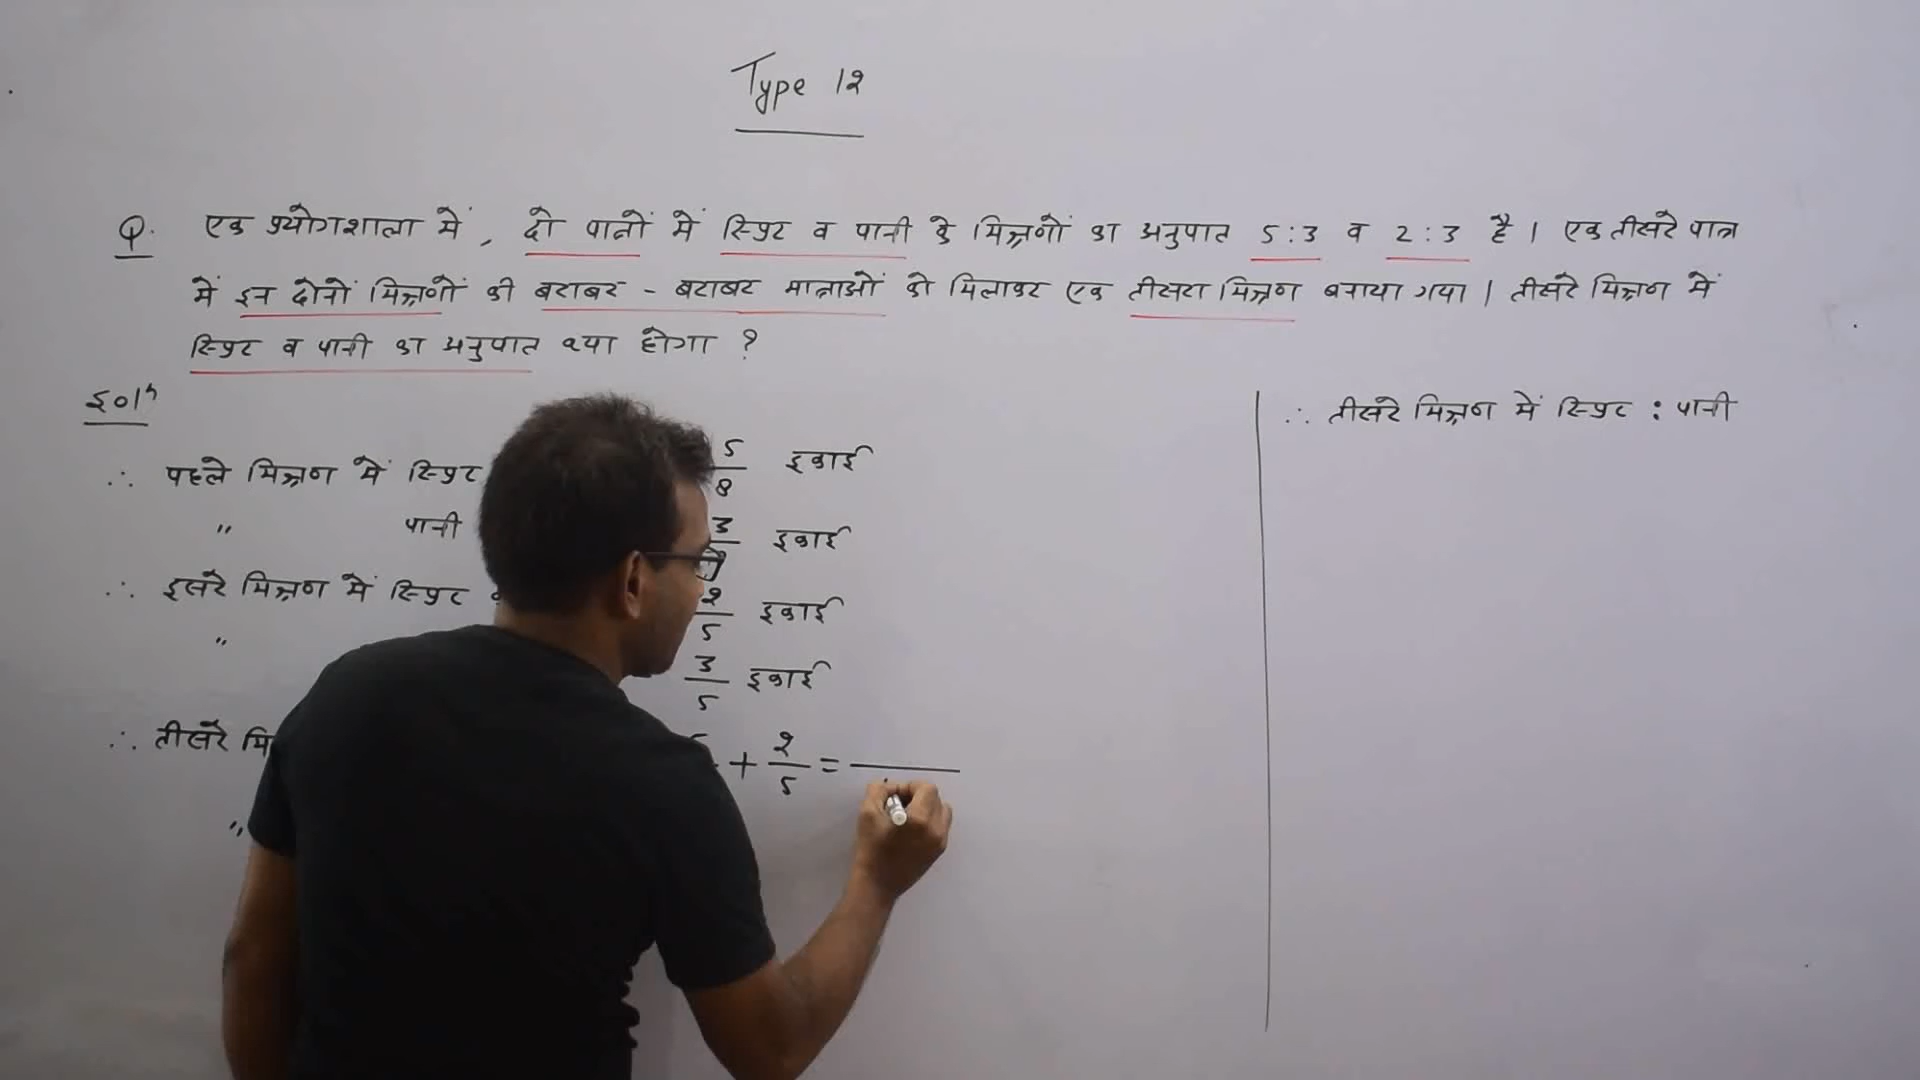 Type 12
Q. एक प्रयोगशाला में, दो पात्रों में स्प्रिट व पानी के मिश्रणों का अनुपात 5:3 व 2:3 है। एक तीसरे पात्र
में इन दोनों मिश्रणों की बराबर - बराबर मात्राओं को मिलाकर एक तीसरा मिश्रण बनाया गया। तीसरे मिश्रण में
स्प्रिट व पानी का अनुपात क्या होगा ?
Solⁿ
∴ पहले मिश्रण में स्प्रिट 5/8 इकाई
" पानी 3 इकाई
∴ दूसरे मिश्रण में स्प्रिट 2/5 इकाई
" 3/5 इकाई
∴ तीसरे मि + 2/5 =
"
∴ तीसरे मिश्रण में स्प्रिट : पानी